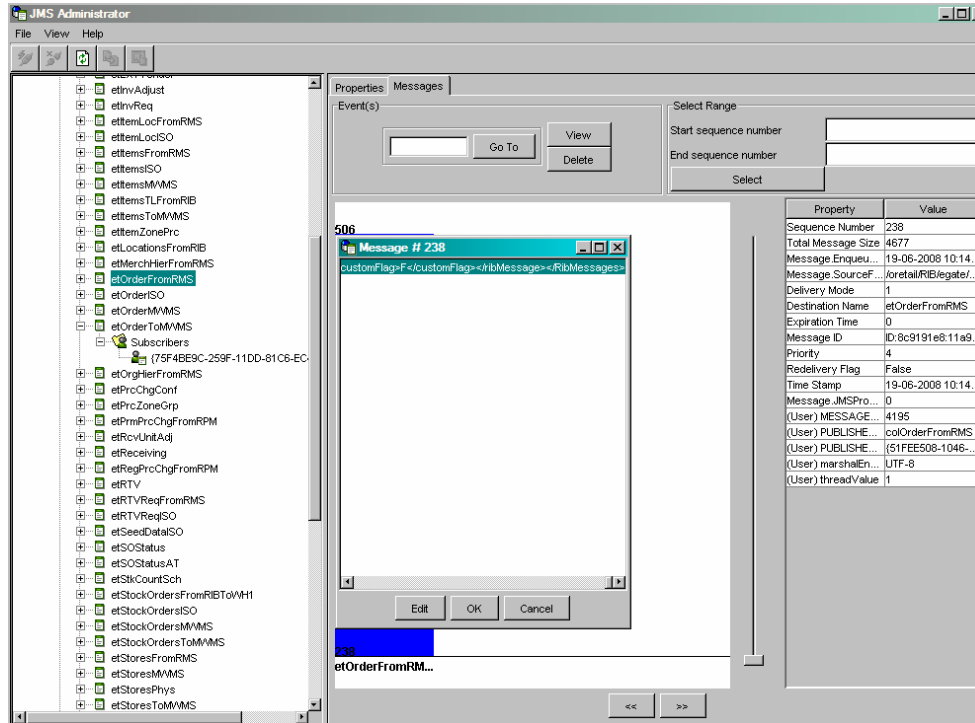 JMS Administrator
File View Help
etInvAdjust
etInvReq
etItemLocFromRMS
etItemLocISO
etItemsFromRMS
etItemsISO
etItemsMWMS
etItemsTLFromRIB
etItemsToMWMS
etItemZonePrc
etLocationsFromRIB
etMerchHierFromRMS
etOrderFromRMS
etOrderISO
etOrderMWMS
etOrderToMWMS
Subscribers
{75F4BE9C-259F-11DD-81C6-EC-
etOrgHierFromRMS
etPrcChgConf
etPrcZoneGrp
etPrmPrcChgFromRPM
etRcvUnitAdj
etReceiving
etRegPrcChgFromRPM
etRTV
etRTVReqFromRMS
etRTVReqISO
etSeedDataISO
etSOStatus
etSOStatusAT
etStkCountSch
etStockOrdersFromRIBToWH1
etStockOrdersISO
etStockOrdersMWMS
etStockOrdersToMWMS
etStoresFromRMS
etStoresMWMS
etStoresPhys
etStoresToMWMS
Properties Messages
Event(s)
Go To
View
Delete
Select Range
Start sequence number
End sequence number
Select
506
Message # 238
customFlag>F</customFlag></ribMessage></RibMessages>
Edit OK Cancel
238
etOrderFromRM...
<< >>
Property Value
Sequence Number 238
Total Message Size 4677
Message.Enqueu... 19-06-2008 10:14...
Message.SourceF... /oretail/RIB/egate/...
Delivery Mode 1
Destination Name etOrderFromRMS
Expiration Time 0
Message ID ID:8c9191e8:11a9...
Priority 4
Redelivery Flag False
Time Stamp 19-06-2008 10:14...
Message.JMSPro... 0
(User) MESSAGE... 4195
(User) PUBLISHE... colOrderFromRMS
(User) PUBLISHE... {51FEE508-1046-...
(User) marshalEn... UTF-8
(User) threadValue 1